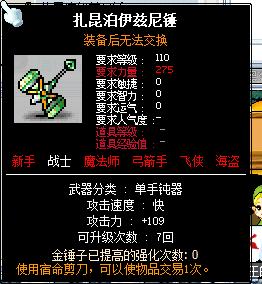 扎昆泊伊兹尼锤
装备后无法交换
要求等级： 110
要求力量： 275
要求敏捷： 0
要求智力： 0
要求运气： 0
要求人气度： -
道具等级： -
道具经验值： -
新手 战士 魔法师 弓箭手 飞侠 海盗
武器分类 : 单手钝器
攻击速度 : 快
攻击力 : +109
可升级次数 : 7回
金锤子已提高的强化次数: 0
使用宿命剪刀，可以使物品交易1次。